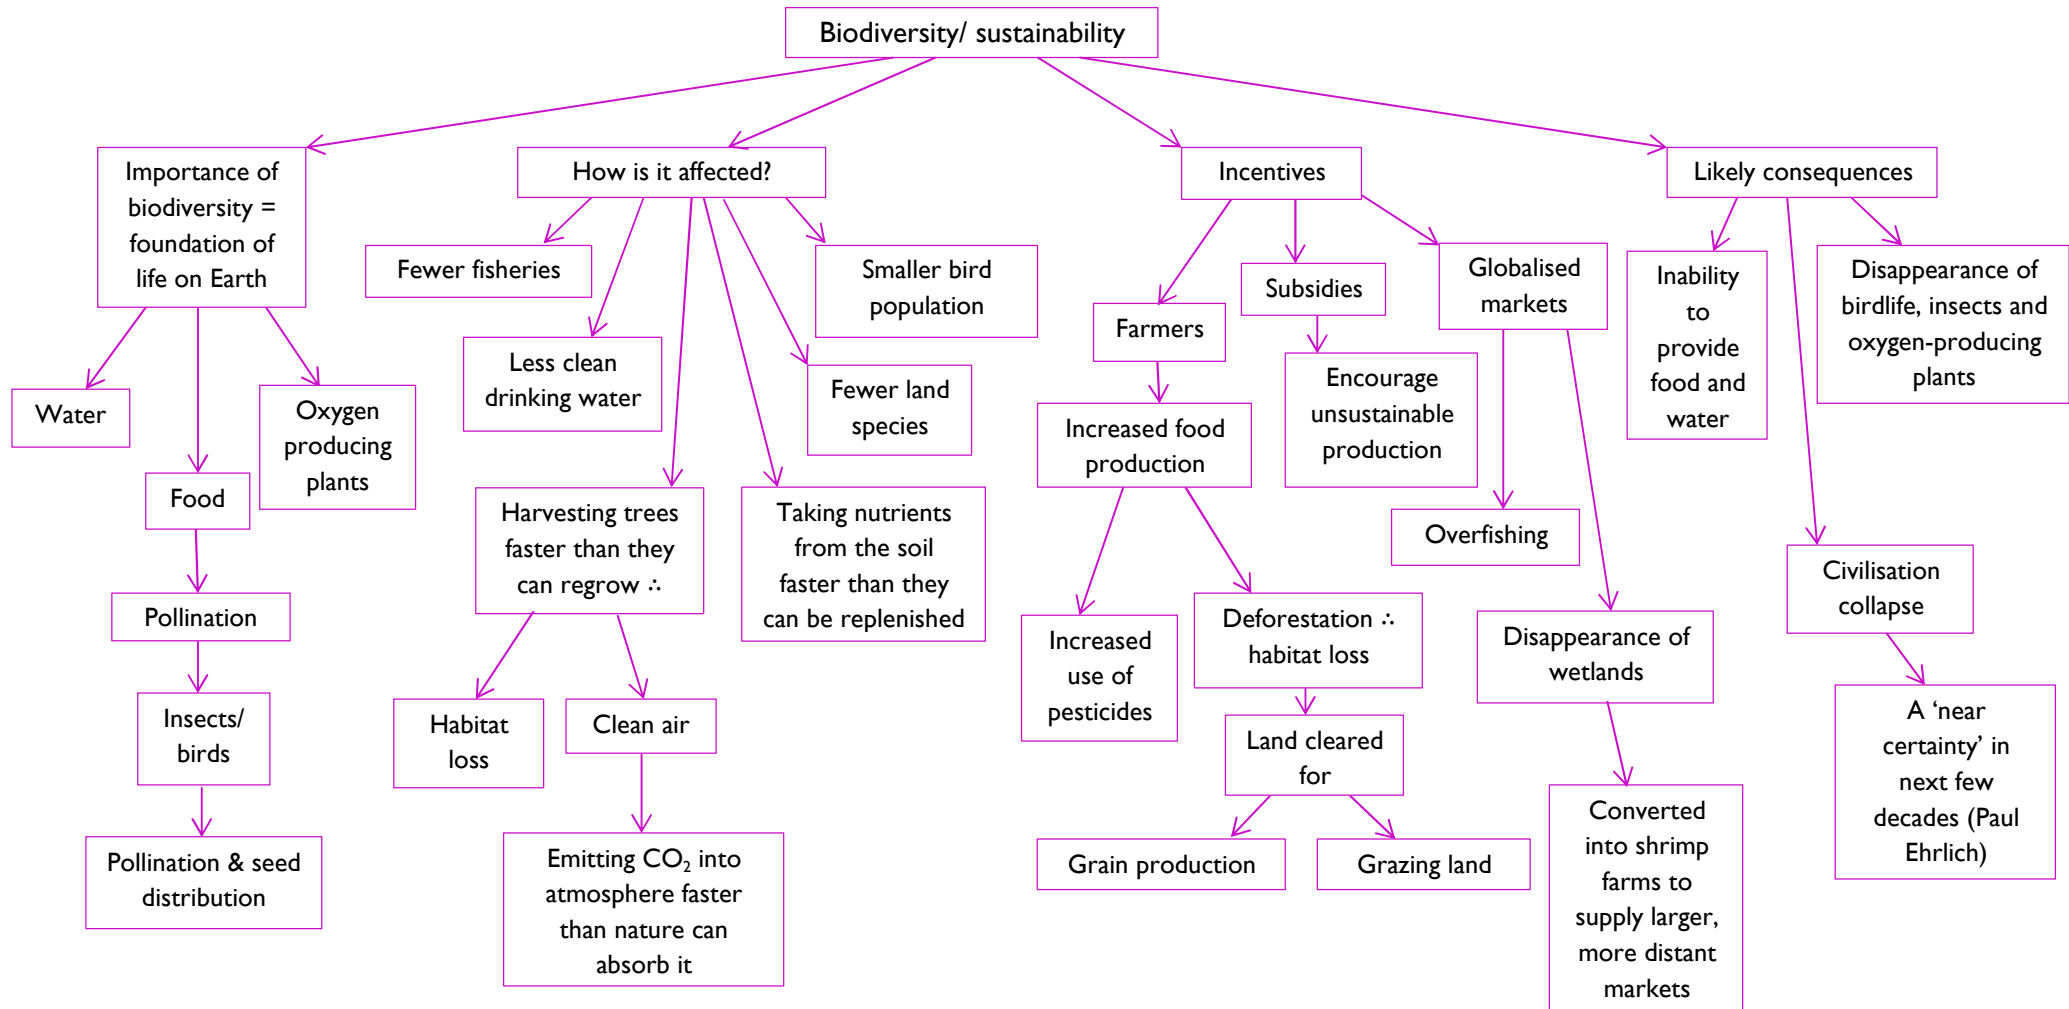 Biodiversity/ sustainability
Importance of
biodiversity =
foundation of
life on Earth
Water
Food
Oxygen
producing
plants
Pollination
Insects/
birds
Pollination & seed
distribution
How is it affected?
Fewer fisheries
Less clean
drinking water
Harvesting trees
faster than they
can regrow ∴
Habitat
loss
Clean air
Emitting CO₂ into
atmosphere faster
than nature can
absorb it
Taking nutrients
from the soil
faster than they
can be replenished
Fewer land
species
Smaller bird
population
Incentives
Farmers
Increased food
production
Increased
use of
pesticides
Deforestation ∴
habitat loss
Land cleared
for
Grain production
Grazing land
Subsidies
Encourage
unsustainable
production
Globalised
markets
Overfishing
Disappearance of
wetlands
Converted
into shrimp
farms to
supply larger,
more distant
markets
Likely consequences
Inability
to
provide
food and
water
Civilisation
collapse
A ‘near
certainty’ in
next few
decades (Paul
Ehrlich)
Disappearance of
birdlife, insects and
oxygen-producing
plants